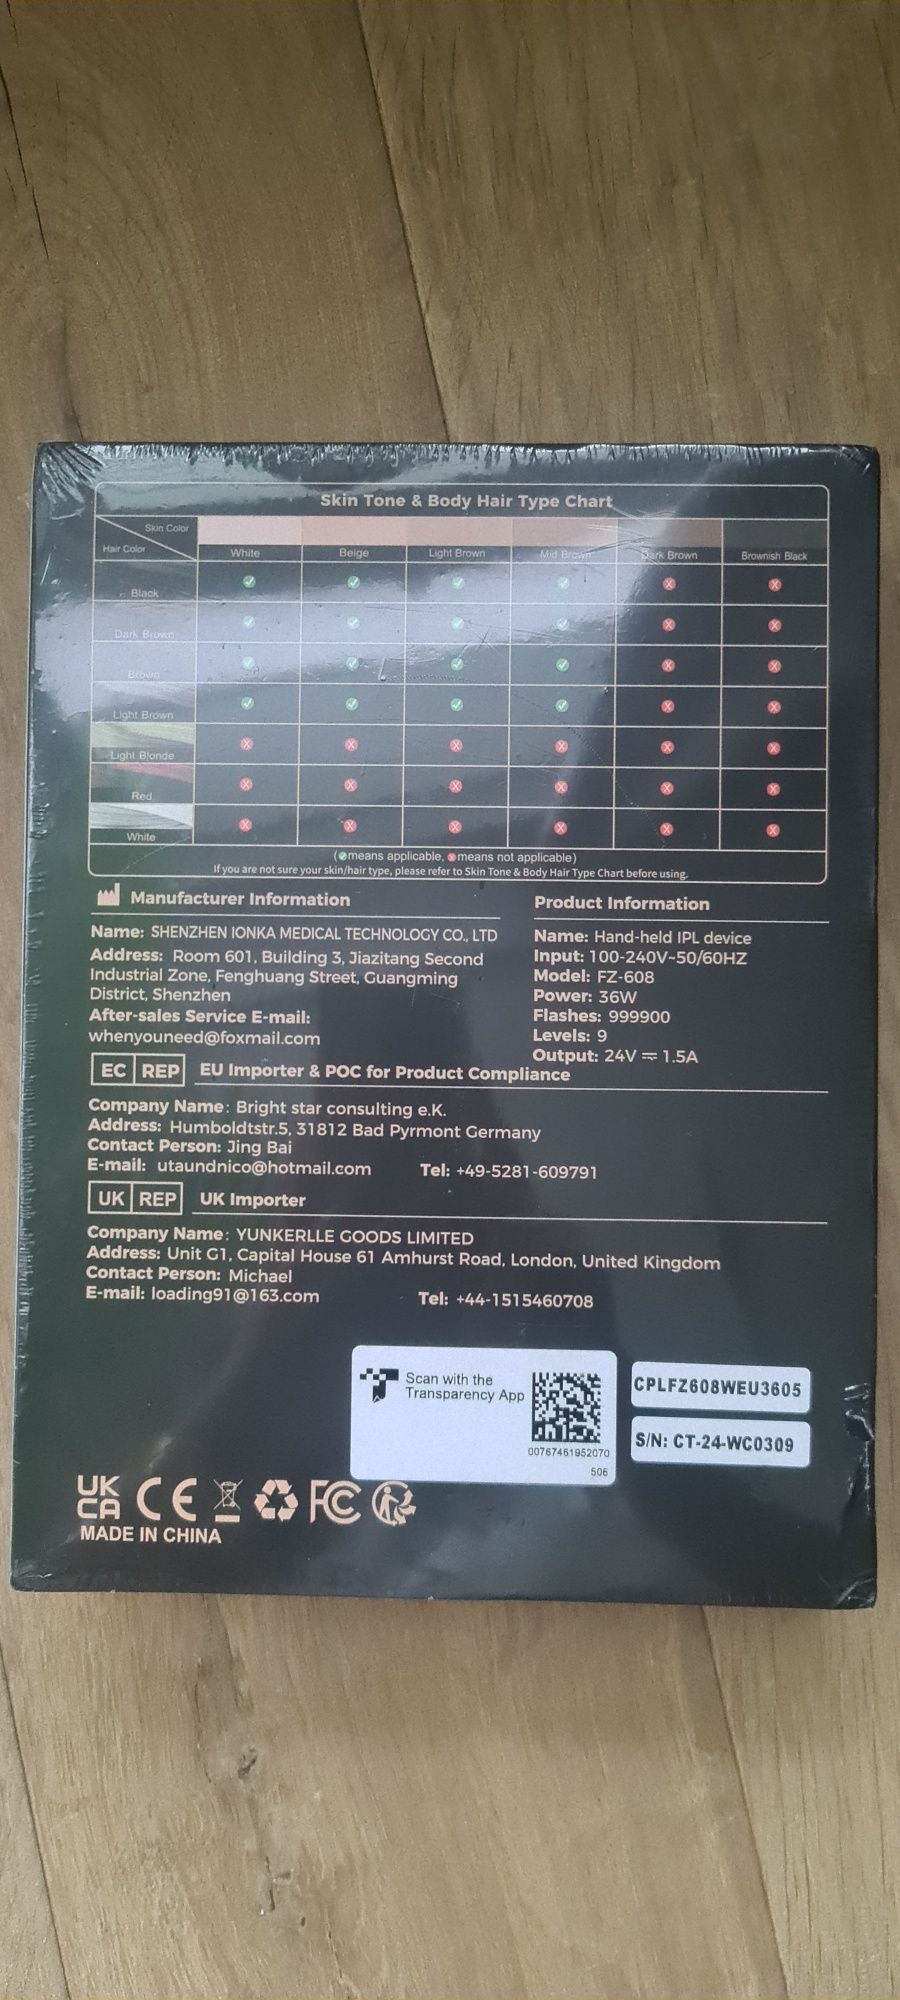 Skin Tone & Body Hair Type Chart
Skin Color
Hair Color
White Beige Light Brown Mid Brown Dark Brown Brownish Black
Black
Dark Brown
Brown
Light Brown
Light Blonde
Red
White
(✓means applicable, xmeans not applicable)
If you are not sure your skin/hair type, please refer to Skin Tone & Body Hair Type Chart before using.
Manufacturer Information
Name: SHENZHEN IONKA MEDICAL TECHNOLOGY CO., LTD
Address: Room 601, Building 3, Jiazitang Second
Industrial Zone, Fenghuang Street, Guangming
District, Shenzhen
After-sales Service E-mail:
whenyouneed@foxmail.com
Product Information
Name: Hand-held IPL device
Input: 100-240V~50/60HZ
Model: FZ-608
Power: 36W
Flashes: 999900
Levels: 9
Output: 24V ⎓ 1.5A
EC REP EU Importer & POC for Product Compliance
Company Name: Bright star consulting e.K.
Address: Humboldtstr.5, 31812 Bad Pyrmont Germany
Contact Person: Jing Bai
E-mail: utaundnico@hotmail.com Tel: +49-5281-609791
UK REP UK Importer
Company Name: YUNKERLLE GOODS LIMITED
Address: Unit G1, Capital House 61 Amhurst Road, London, United Kingdom
Contact Person: Michael
E-mail: loading91@163.com Tel: +44-1515460708
Scan with the
Transparency App
00767461952070
506
CPLFZ608WEU3605
S/N: CT-24-WC0309
UK
CA CE FC
MADE IN CHINA